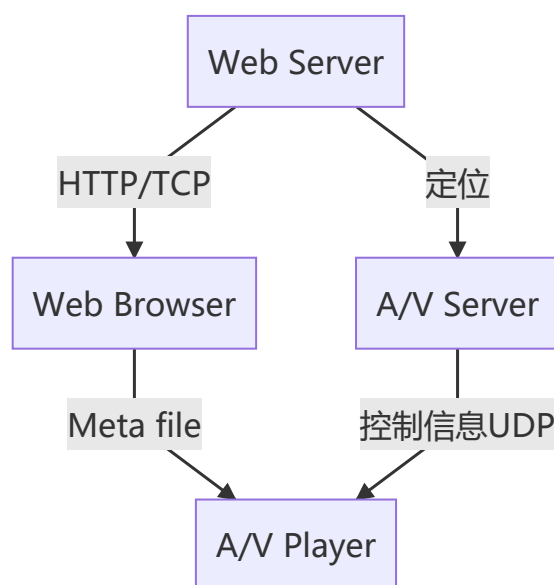 Web Server
HTTP/TCP
定位
Web Browser
A/V Server
Meta file
控制信息UDP
A/V Player